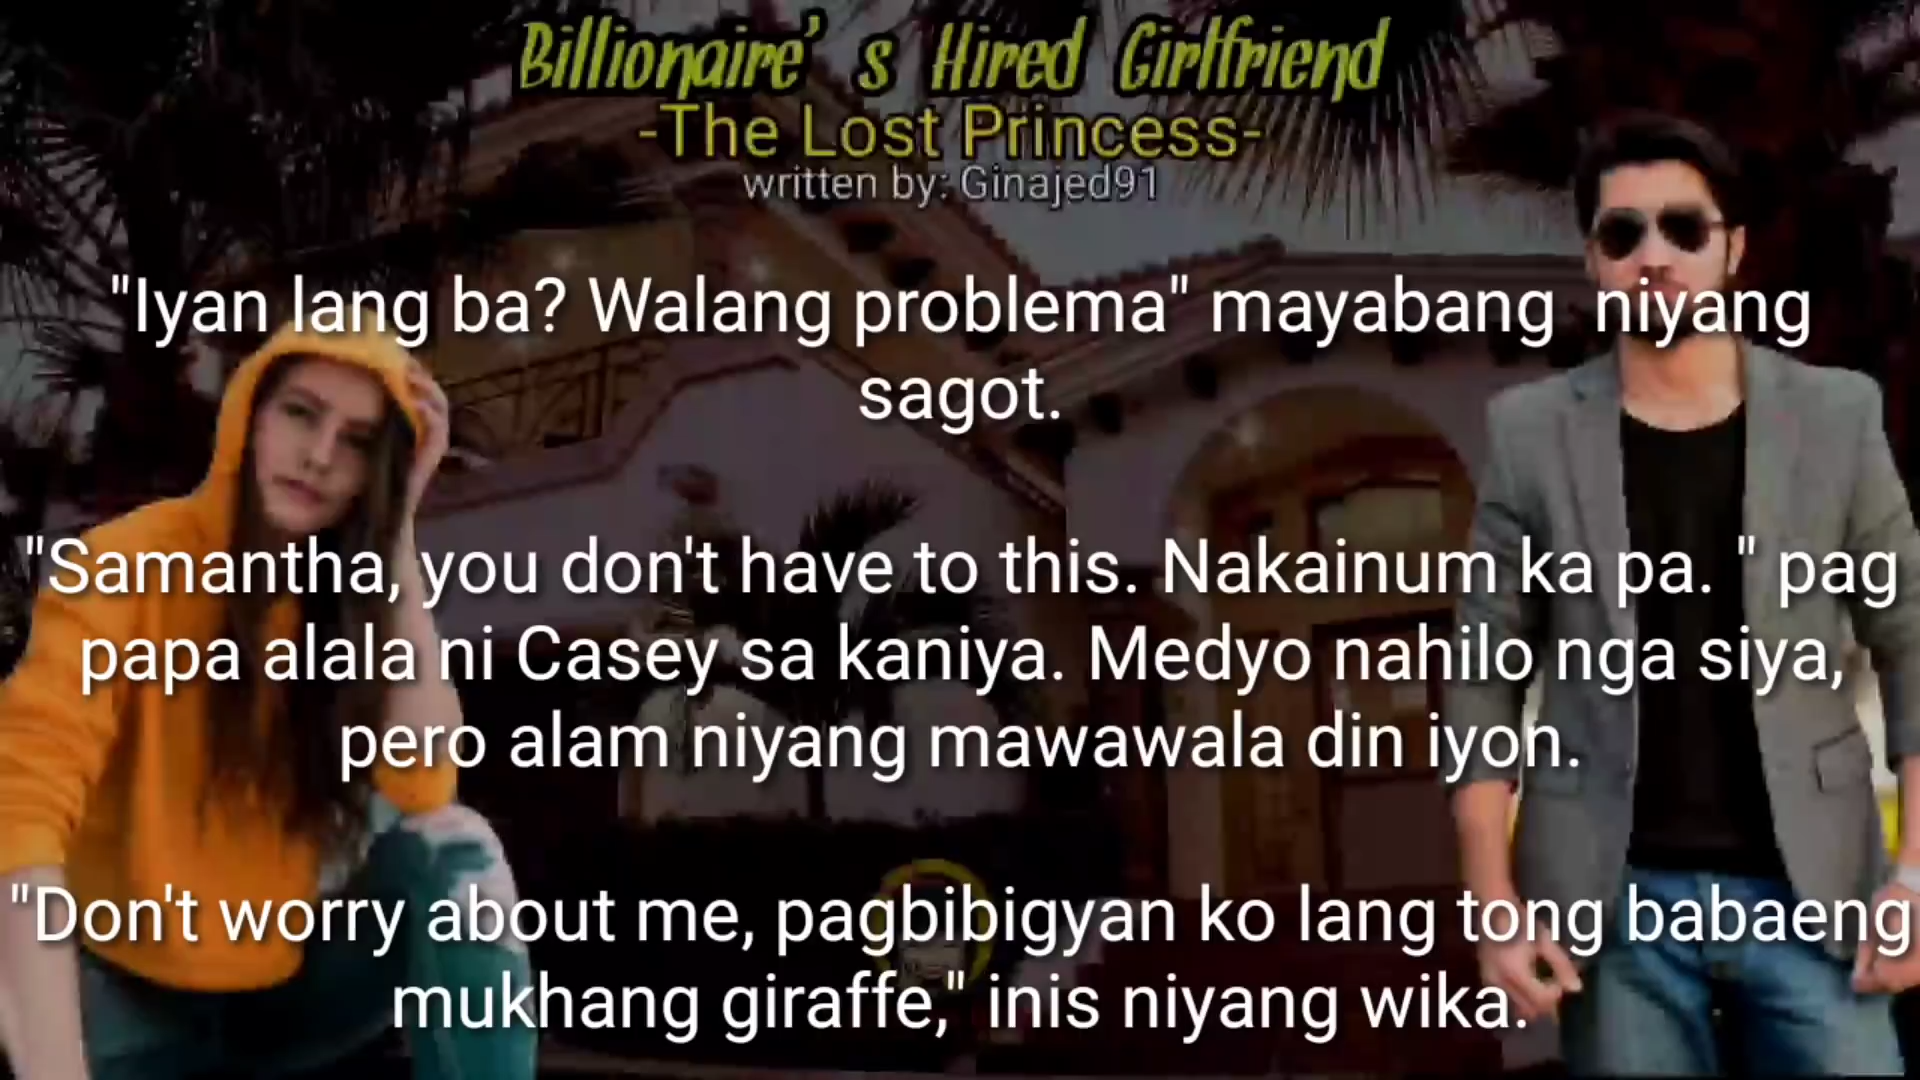 Billionaire' s Hired Girlfriend
-The Lost Princess-
written by: Ginajed91
"Iyan lang ba? Walang problema" mayabang niyang
sagot.
"Samantha, you don't have to this. Nakainum ka pa. " pag
papa alala ni Casey sa kaniya. Medyo nahilo nga siya,
pero alam niyang mawawala din iyon.
"Don't worry about me, pagbibigyan ko lang tong babaeng
mukhang giraffe," inis niyang wika.